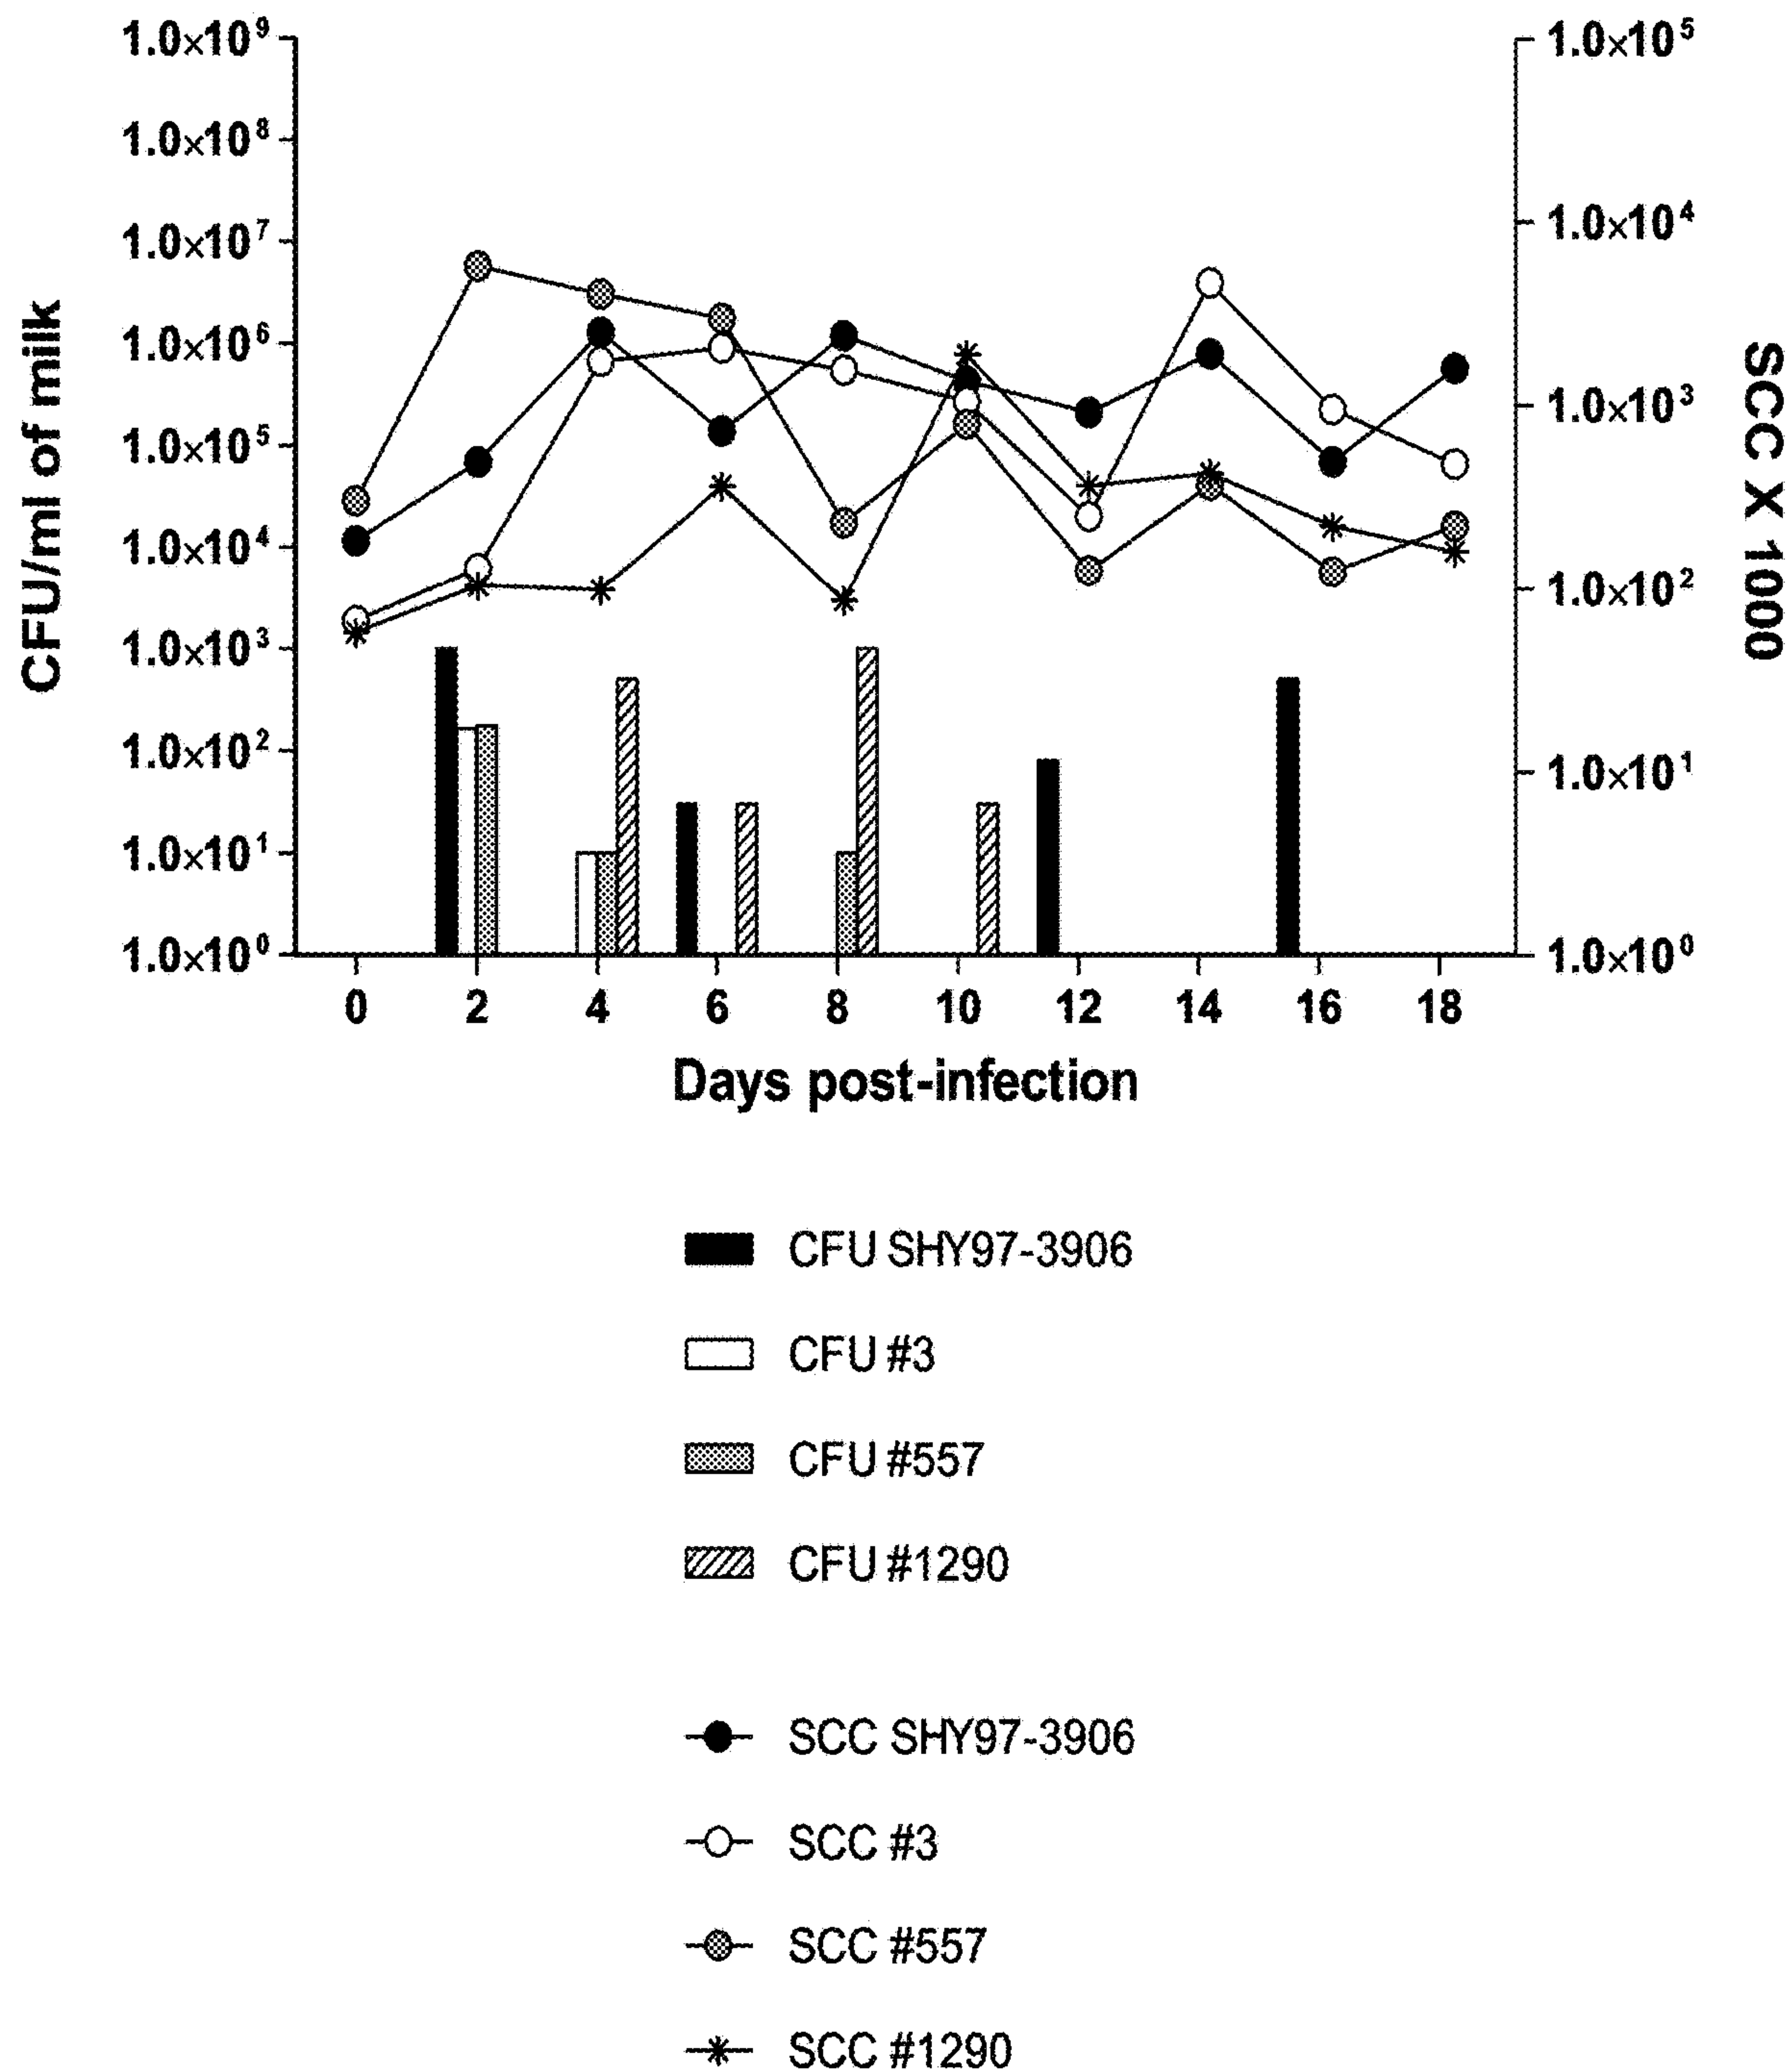 1.0×10⁹
1.0×10⁸
1.0×10⁷
1.0×10⁶
1.0×10⁵
1.0×10⁴
1.0×10³
1.0×10²
1.0×10¹
1.0×10⁰
CFU/ml of milk
1.0×10⁵
1.0×10⁴
1.0×10³
1.0×10²
1.0×10¹
1.0×10⁰
SCC X 1000
0 2 4 6 8 10 12 14 16 18
Days post-infection
CFU SHY97-3906
CFU #3
CFU #557
CFU #1290
SCC SHY97-3906
SCC #3
SCC #557
SCC #1290